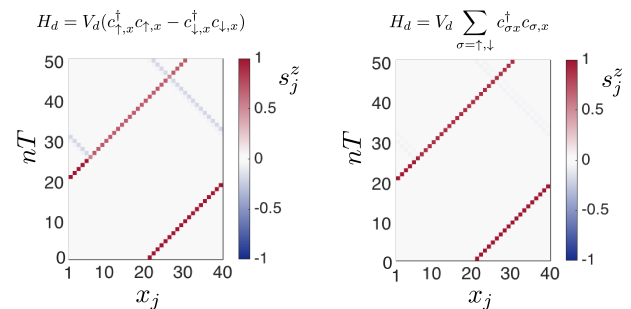 H_d = V_d(c†_{↑,x}c_{↑,x} − c†_{↓,x}c_{↓,x})
50
40
30
20
10
0
nT
1 10 20 30 40
x_j
1
0.5
0
-0.5
-1
s^z_j
H_d = V_d ∑_{σ=↑,↓} c†_{σx}c_{σ,x}
50
40
30
20
10
0
nT
1 10 20 30 40
x_j
1
0.5
0
-0.5
-1
s^z_j